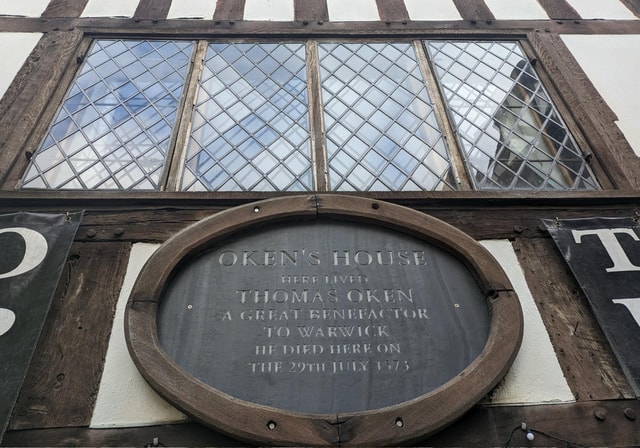 OKEN'S HOUSE
HERE LIVED
THOMAS OKEN
A GREAT BENEFACTOR
TO WARWICK
HE DIED HERE ON
THE 29TH JULY 1573